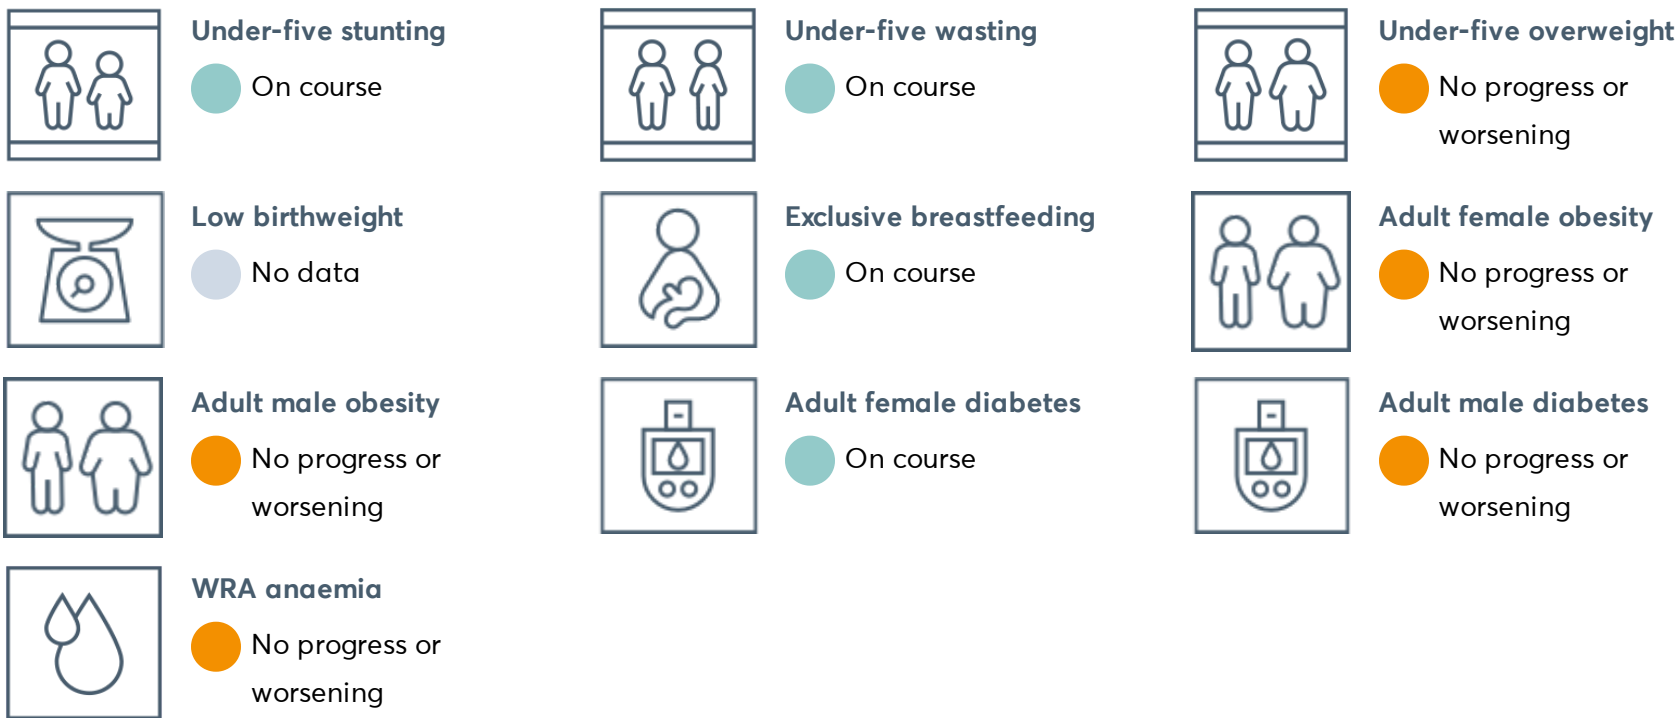 Under-five stunting
On course
Under-five wasting
On course
Under-five overweight
No progress or
worsening
Low birthweight
No data
Exclusive breastfeeding
On course
Adult female obesity
No progress or
worsening
Adult male obesity
No progress or
worsening
Adult female diabetes
On course
Adult male diabetes
No progress or
worsening
WRA anaemia
No progress or
worsening